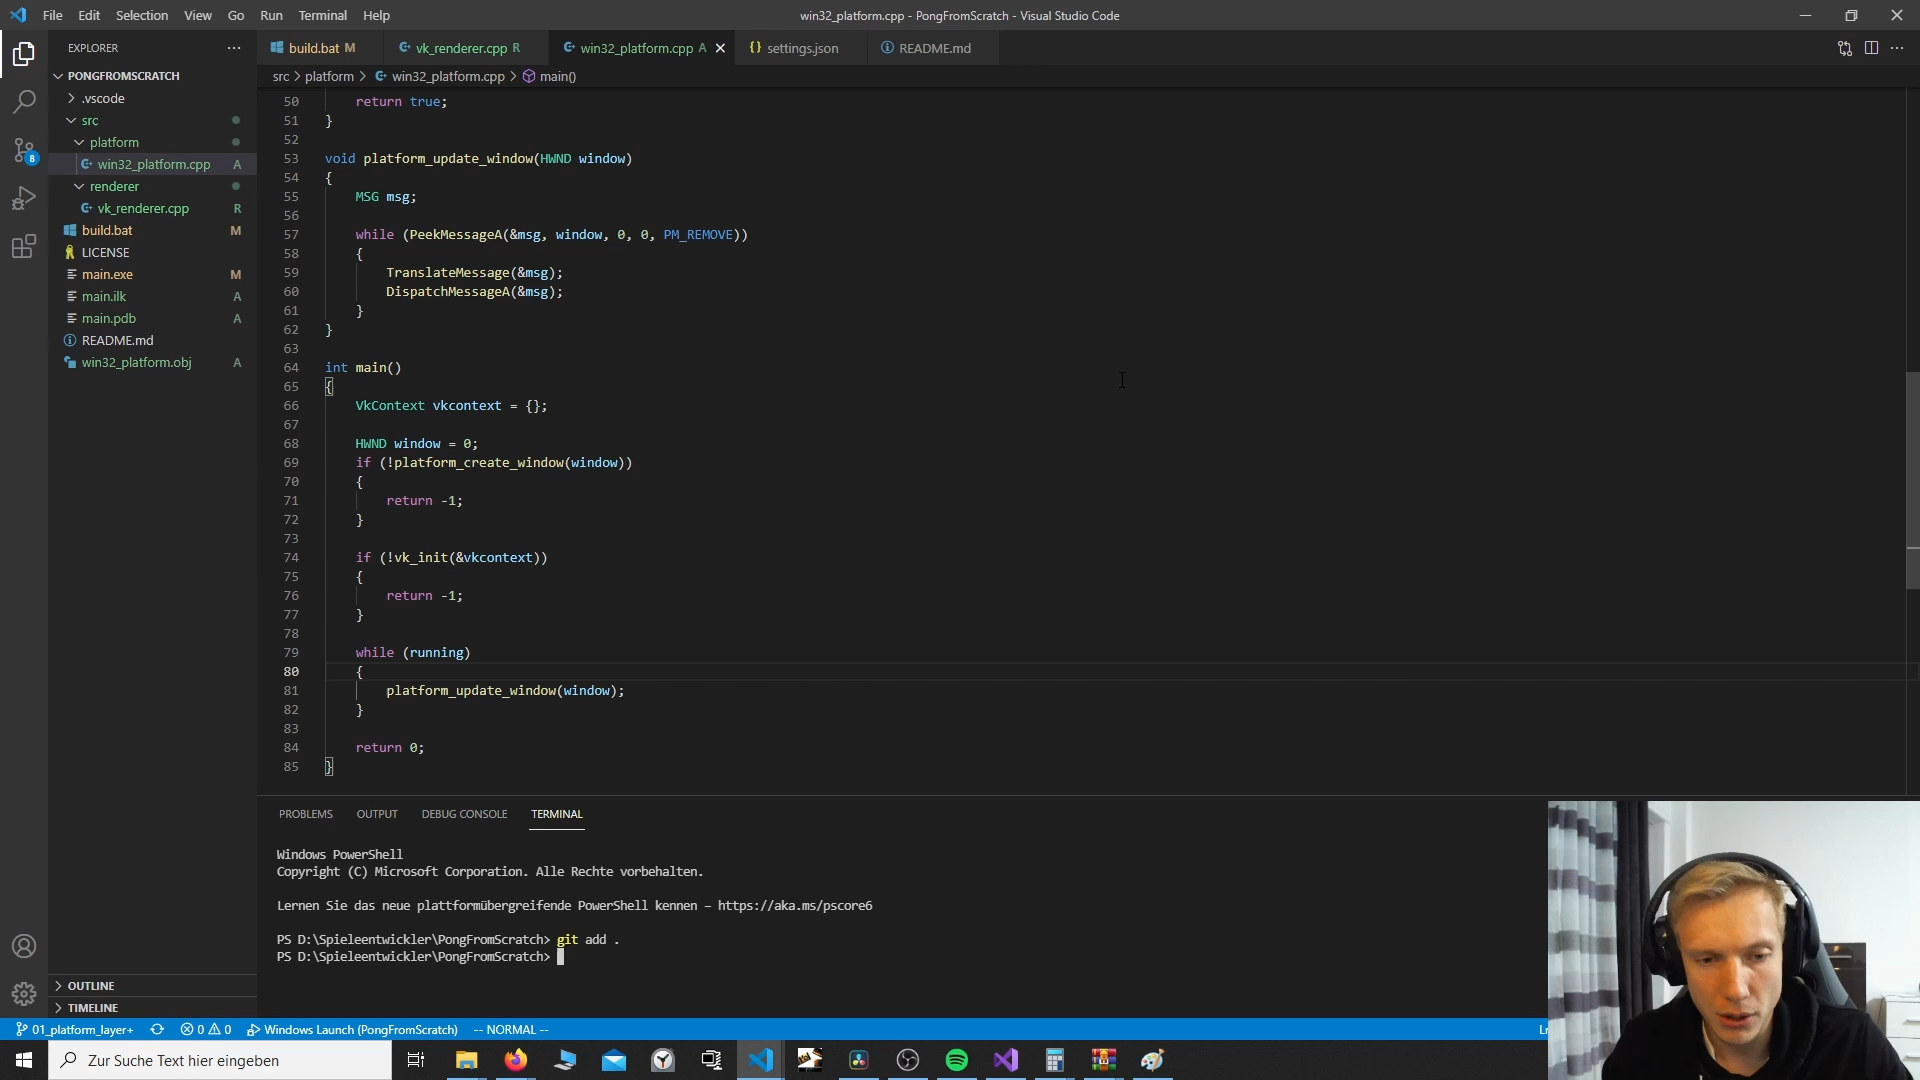 File Edit Selection View Go Run Terminal Help
win32_platform.cpp - PongFromScratch - Visual Studio Code
EXPLORER
build.bat M
vk_renderer.cpp R
win32_platform.cpp A
settings.json
README.md
src > platform > win32_platform.cpp > main()
PONGFROMSCRATCH
.vscode
src
platform
win32_platform.cpp A
renderer
vk_renderer.cpp R
build.bat M
LICENSE
main.exe M
main.ilk A
main.pdb A
README.md
win32_platform.obj A
8
OUTLINE
TIMELINE
50 return true;
51 }
52
53 void platform_update_window(HWND window)
54 {
55 MSG msg;
56
57 while (PeekMessageA(&msg, window, 0, 0, PM_REMOVE))
58 {
59 TranslateMessage(&msg);
60 DispatchMessageA(&msg);
61 }
62 }
63
64 int main()
65 {
66 VkContext vkcontext = {};
67
68 HWND window = 0;
69 if (!platform_create_window(window))
70 {
71 return -1;
72 }
73
74 if (!vk_init(&vkcontext))
75 {
76 return -1;
77 }
78
79 while (running)
80 {
81 platform_update_window(window);
82 }
83
84 return 0;
85 }
PROBLEMS OUTPUT DEBUG CONSOLE TERMINAL
Windows PowerShell
Copyright (C) Microsoft Corporation. Alle Rechte vorbehalten.
Lernen Sie das neue plattformübergreifende PowerShell kennen – https://aka.ms/pscore6
PS D:\Spieleentwickler\PongFromScratch> git add .
PS D:\Spieleentwickler\PongFromScratch>
01_platform_layer+ 0 0 Windows Launch (PongFromScratch) -- NORMAL --
Ln
Zur Suche Text hier eingeben